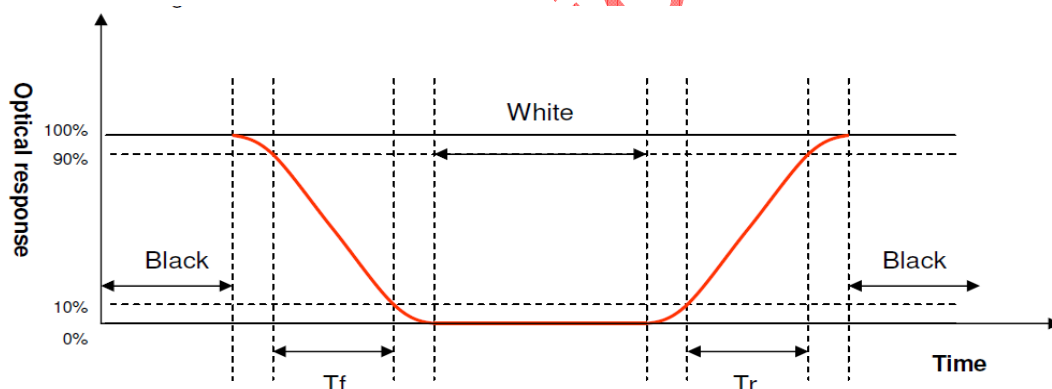 Optical response
100%
90%
White
Black
Black
10%
0%
Tf
Tr
Time